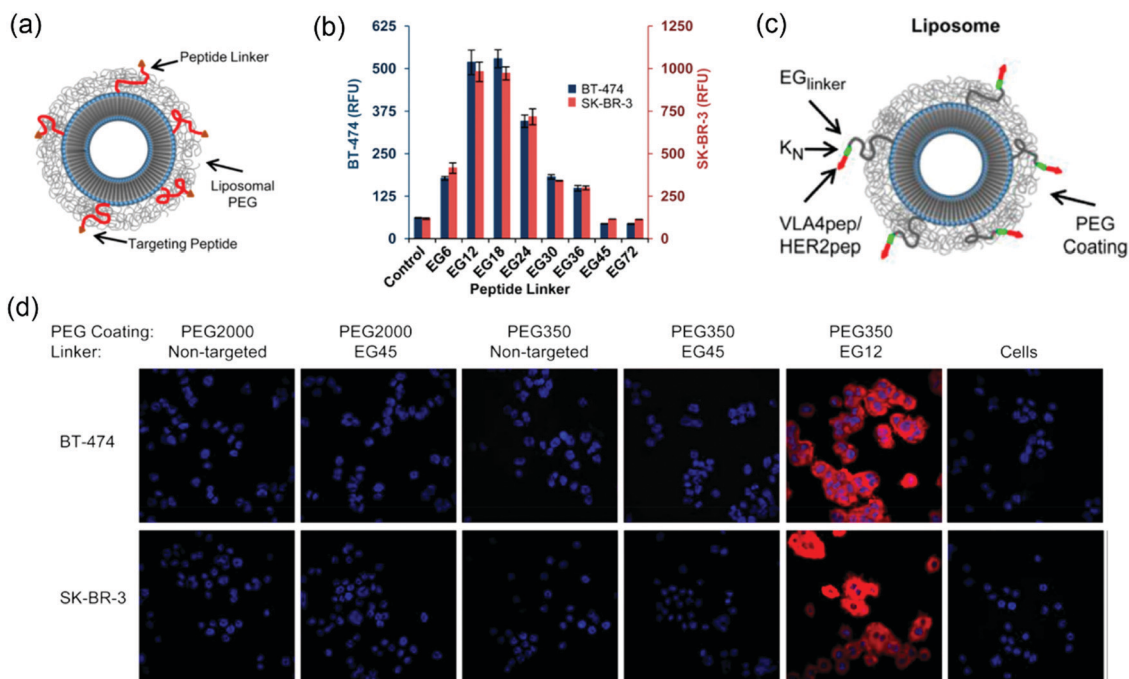 (a)
Peptide Linker
Liposomal
PEG
Targeting Peptide
(b)
625
500
375
250
125
0
BT-474 (RFU)
BT-474
SK-BR-3
1250
1000
750
500
250
0
SK-BR-3 (RFU)
Control
EG6
EG12
EG18
EG24
EG30
EG36
EG45
EG72
Peptide Linker
(c)
Liposome
EGlinker
KN
VLA4pep/
HER2pep
PEG
Coating
(d)
PEG Coating: PEG2000 PEG2000 PEG350 PEG350 PEG350
Linker: Non-targeted EG45 Non-targeted EG45 EG12 Cells
BT-474
SK-BR-3